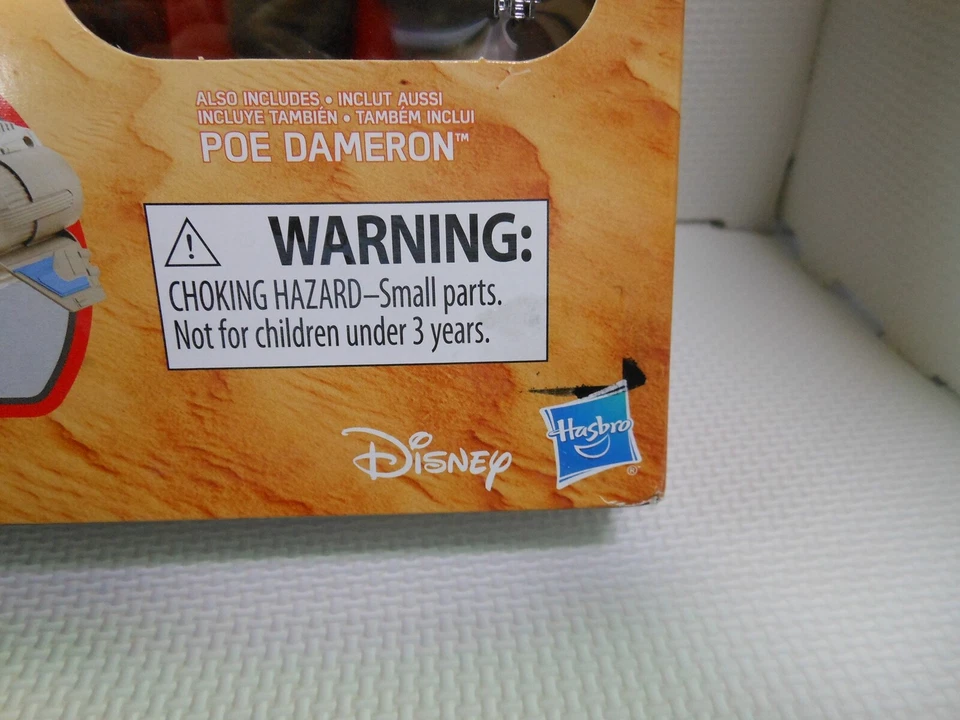 ALSO INCLUDES • INCLUT AUSSI
INCLUYE TAMBIÉN • TAMBÉM INCLUI
POE DAMERON™
WARNING:
CHOKING HAZARD–Small parts.
Not for children under 3 years.
Disney
Hasbro
®